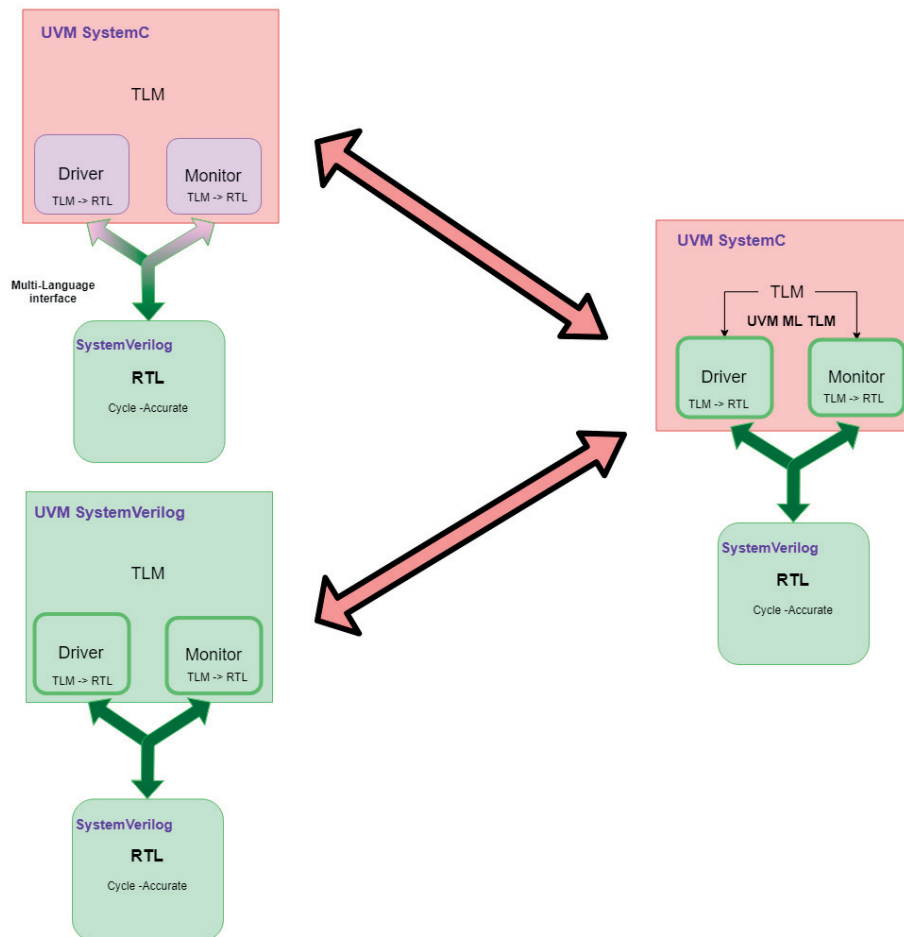 UVM SystemC
TLM
Driver
TLM -> RTL
Monitor
TLM -> RTL
Multi-Language
interface
SystemVerilog
RTL
Cycle -Accurate
UVM SystemVerilog
TLM
Driver
TLM -> RTL
Monitor
TLM -> RTL
SystemVerilog
RTL
Cycle -Accurate
UVM SystemC
TLM
UVM ML TLM
Driver
TLM -> RTL
Monitor
TLM -> RTL
SystemVerilog
RTL
Cycle -Accurate